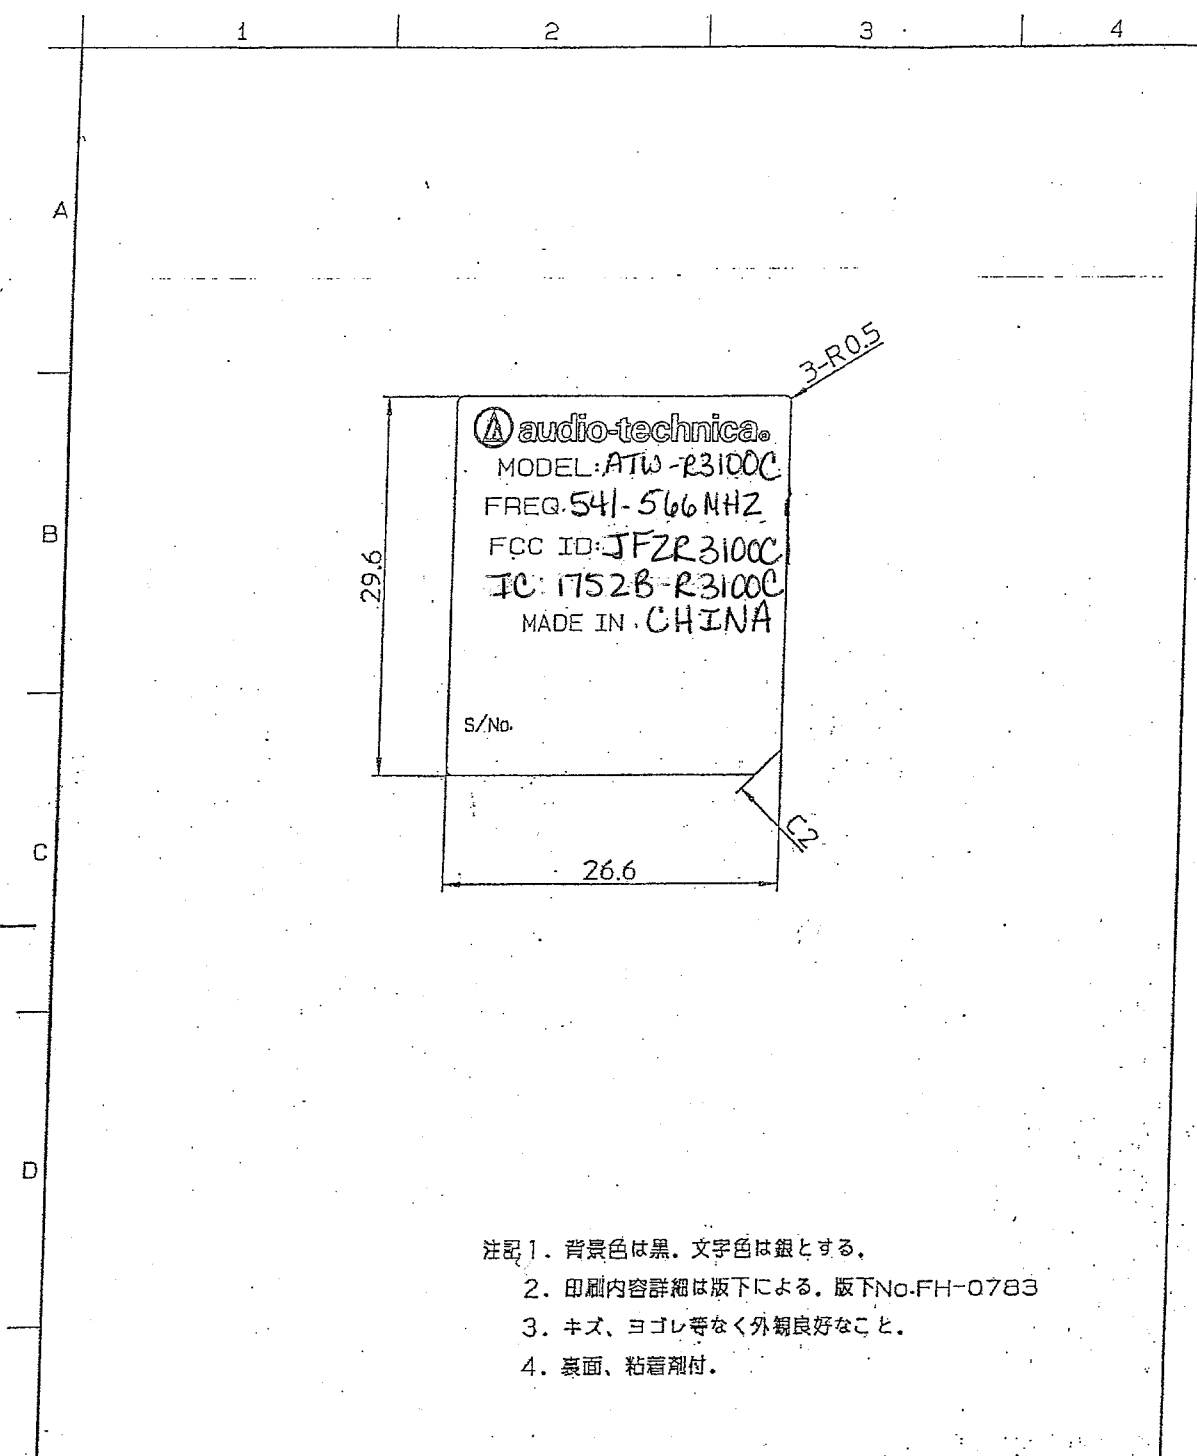 1 2 3 4
A
3-R0.5
audio-technica®
MODEL:ATW-R3100C
FREQ.541-566MHZ
B
FCC ID:JFZR3100C
29.6
IC:1752B-R3100C
MADE IN.CHINA
S/No.
C2
C
26.6
D
注記1. 背景色は黒.文字色は銀とする.
2. 印刷内容詳細は版下による.版下No.FH-0783
3. キズ、ヨゴレ等なく外観良好なこと.
4.裏面、粘着剤付.